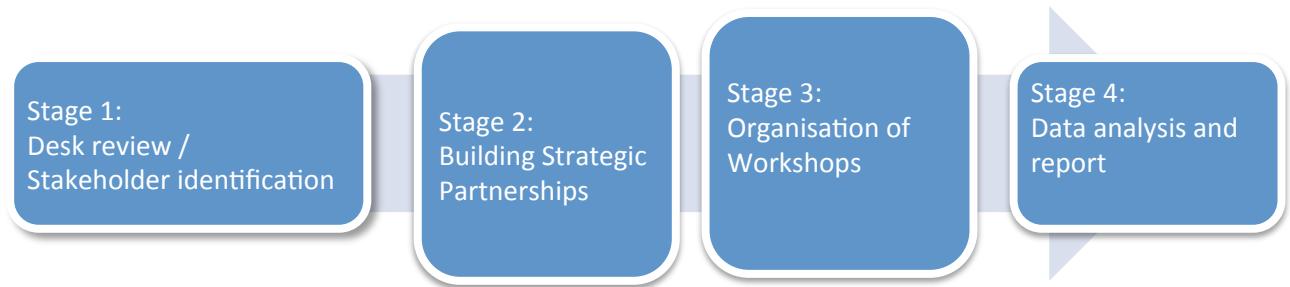 Stage 1:
Desk review /
Stakeholder identification
Stage 2:
Building Strategic
Partnerships
Stage 3:
Organisation of
Workshops
Stage 4:
Data analysis and
report